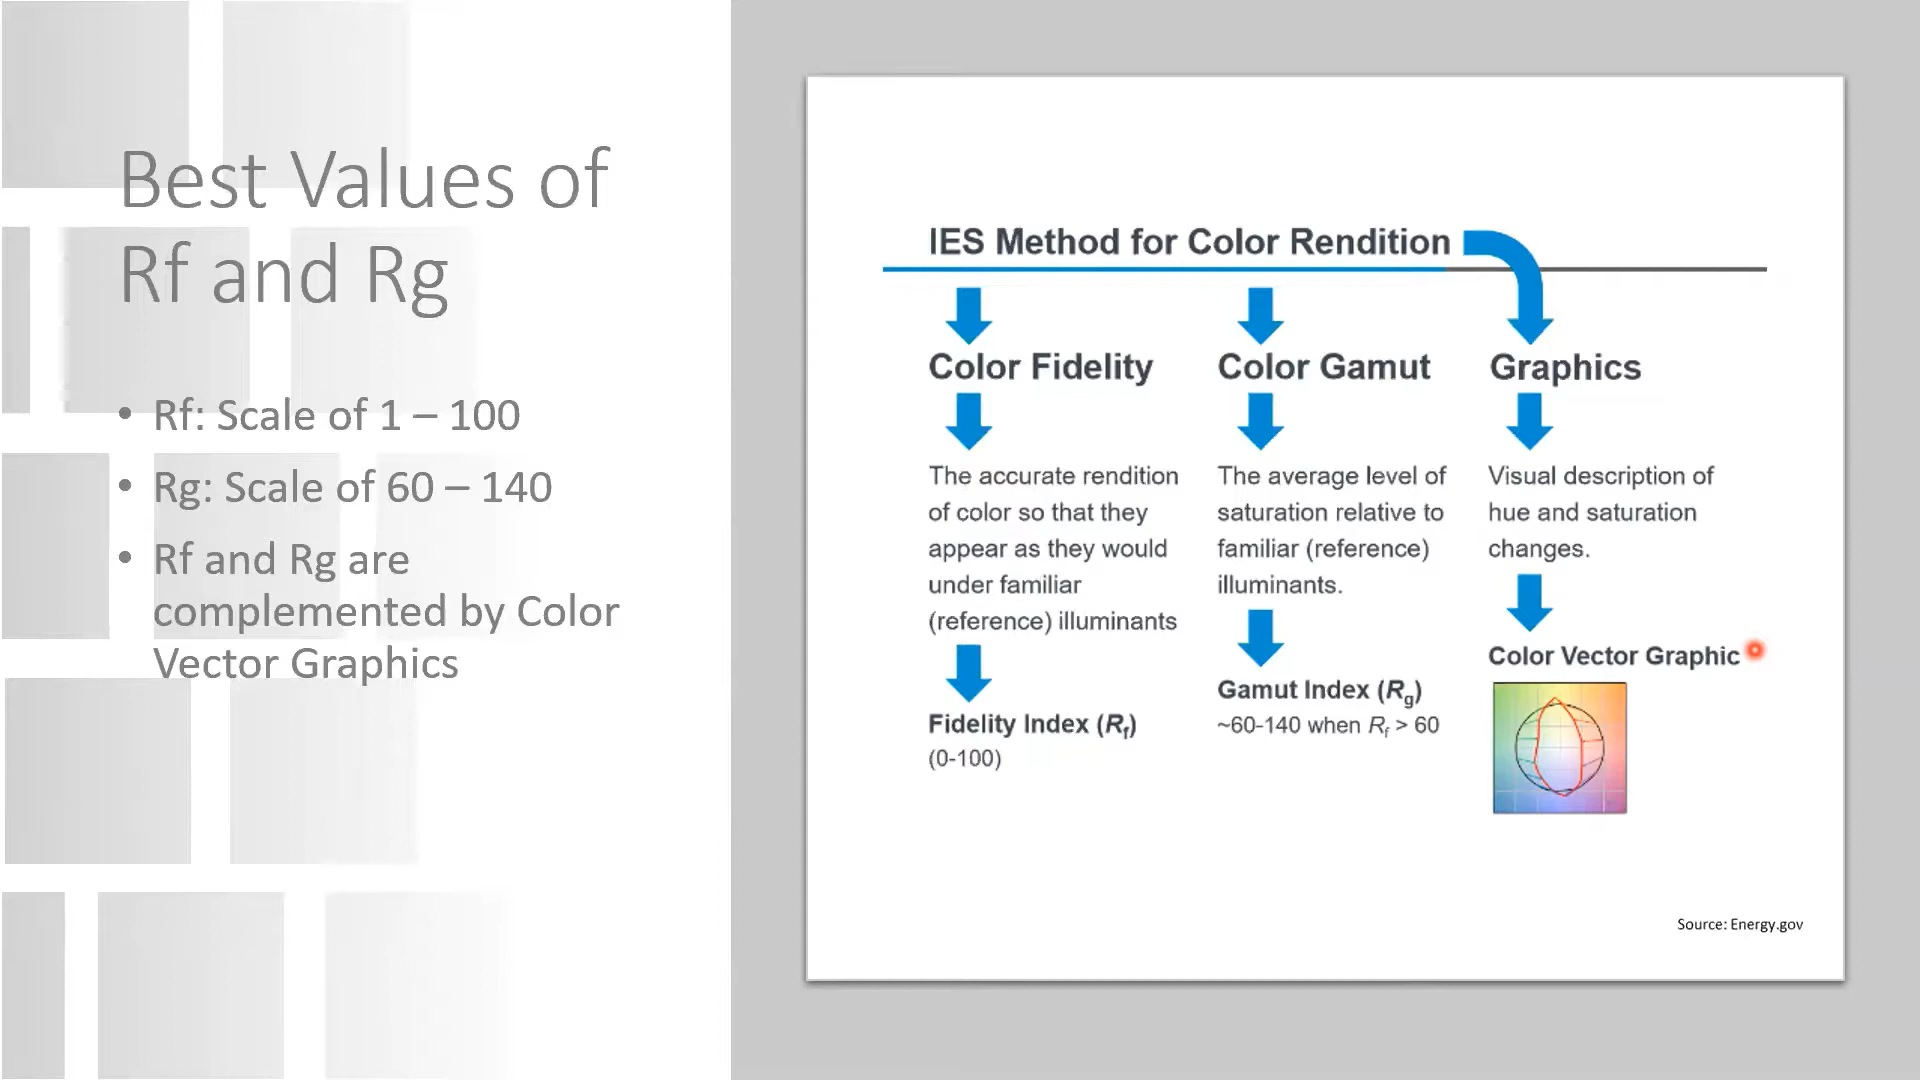 Best Values of
Rf and Rg
• Rf: Scale of 1 – 100
• Rg: Scale of 60 – 140
• Rf and Rg are
complemented by Color
Vector Graphics
IES Method for Color Rendition
Color Fidelity
The accurate rendition
of color so that they
appear as they would
under familiar
(reference) illuminants
Fidelity Index (Rf)
(0-100)
Color Gamut
The average level of
saturation relative to
familiar (reference)
illuminants.
Gamut Index (Rg)
~60-140 when Rf > 60
Graphics
Visual description of
hue and saturation
changes.
Color Vector Graphic
Source: Energy.gov